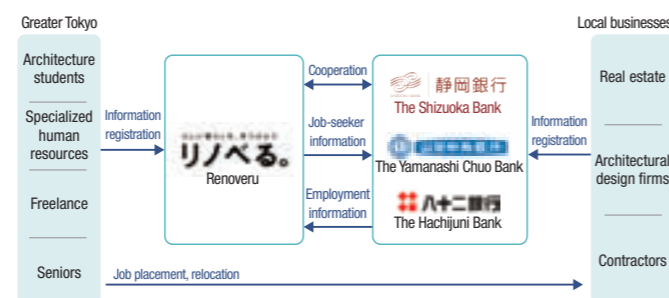 Greater Tokyo
Local businesses
Architecture
students
Specialized
human
resources
Freelance
Seniors
Information
registration
リノベる。
Renoveru
Cooperation
Job-seeker
information
Employment
information
静岡銀行
The Shizuoka Bank
The Yamanashi Chuo Bank
八十二銀行
The Hachijuni Bank
Information
registration
Real estate
Architectural
design firms
Contractors
Job placement, relocation